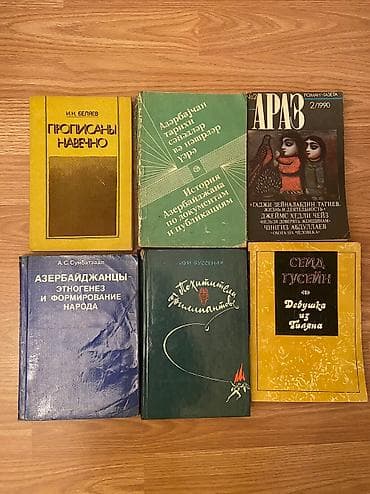 И.Н. БЕЛЯЕВ
ПРОПИСАНЫ
НАВЕЧНО
Азәрбајҹан
тарихи
сәнәдләр
вә нәшрләр
үзрә
История
Азербайджана
по документам
и публикациям
РОМАН-ГАЗЕТА
АРАЗ
2/1990
•ГАДЖИ ЗЕЙНАЛАБДИН ТАГИЕВ.
ЖИЗНЬ И ДЕЯТЕЛЬНОСТЬ•
ДЖЕЙМС ХЕДЛИ ЧЕЙЗ
•НЕЛЬЗЯ ДОВЕРЯТЬ ЖЕНЩИНАМ•
ЧИНГИЗ АБДУЛЛАЕВ
•ОХОТА НА ЧЕЛОВЕКА•
А.С. Сумбатзаде
АЗЕРБАЙДЖАНЦЫ-
ЭТНОГЕНЕЗ
И ФОРМИРОВАНИЕ
НАРОДА
ЛУИ БУССЕНАР
Похитители
бриллиантов
СЕИД
ГУСЕЙН
Девушка
из
Гиляна